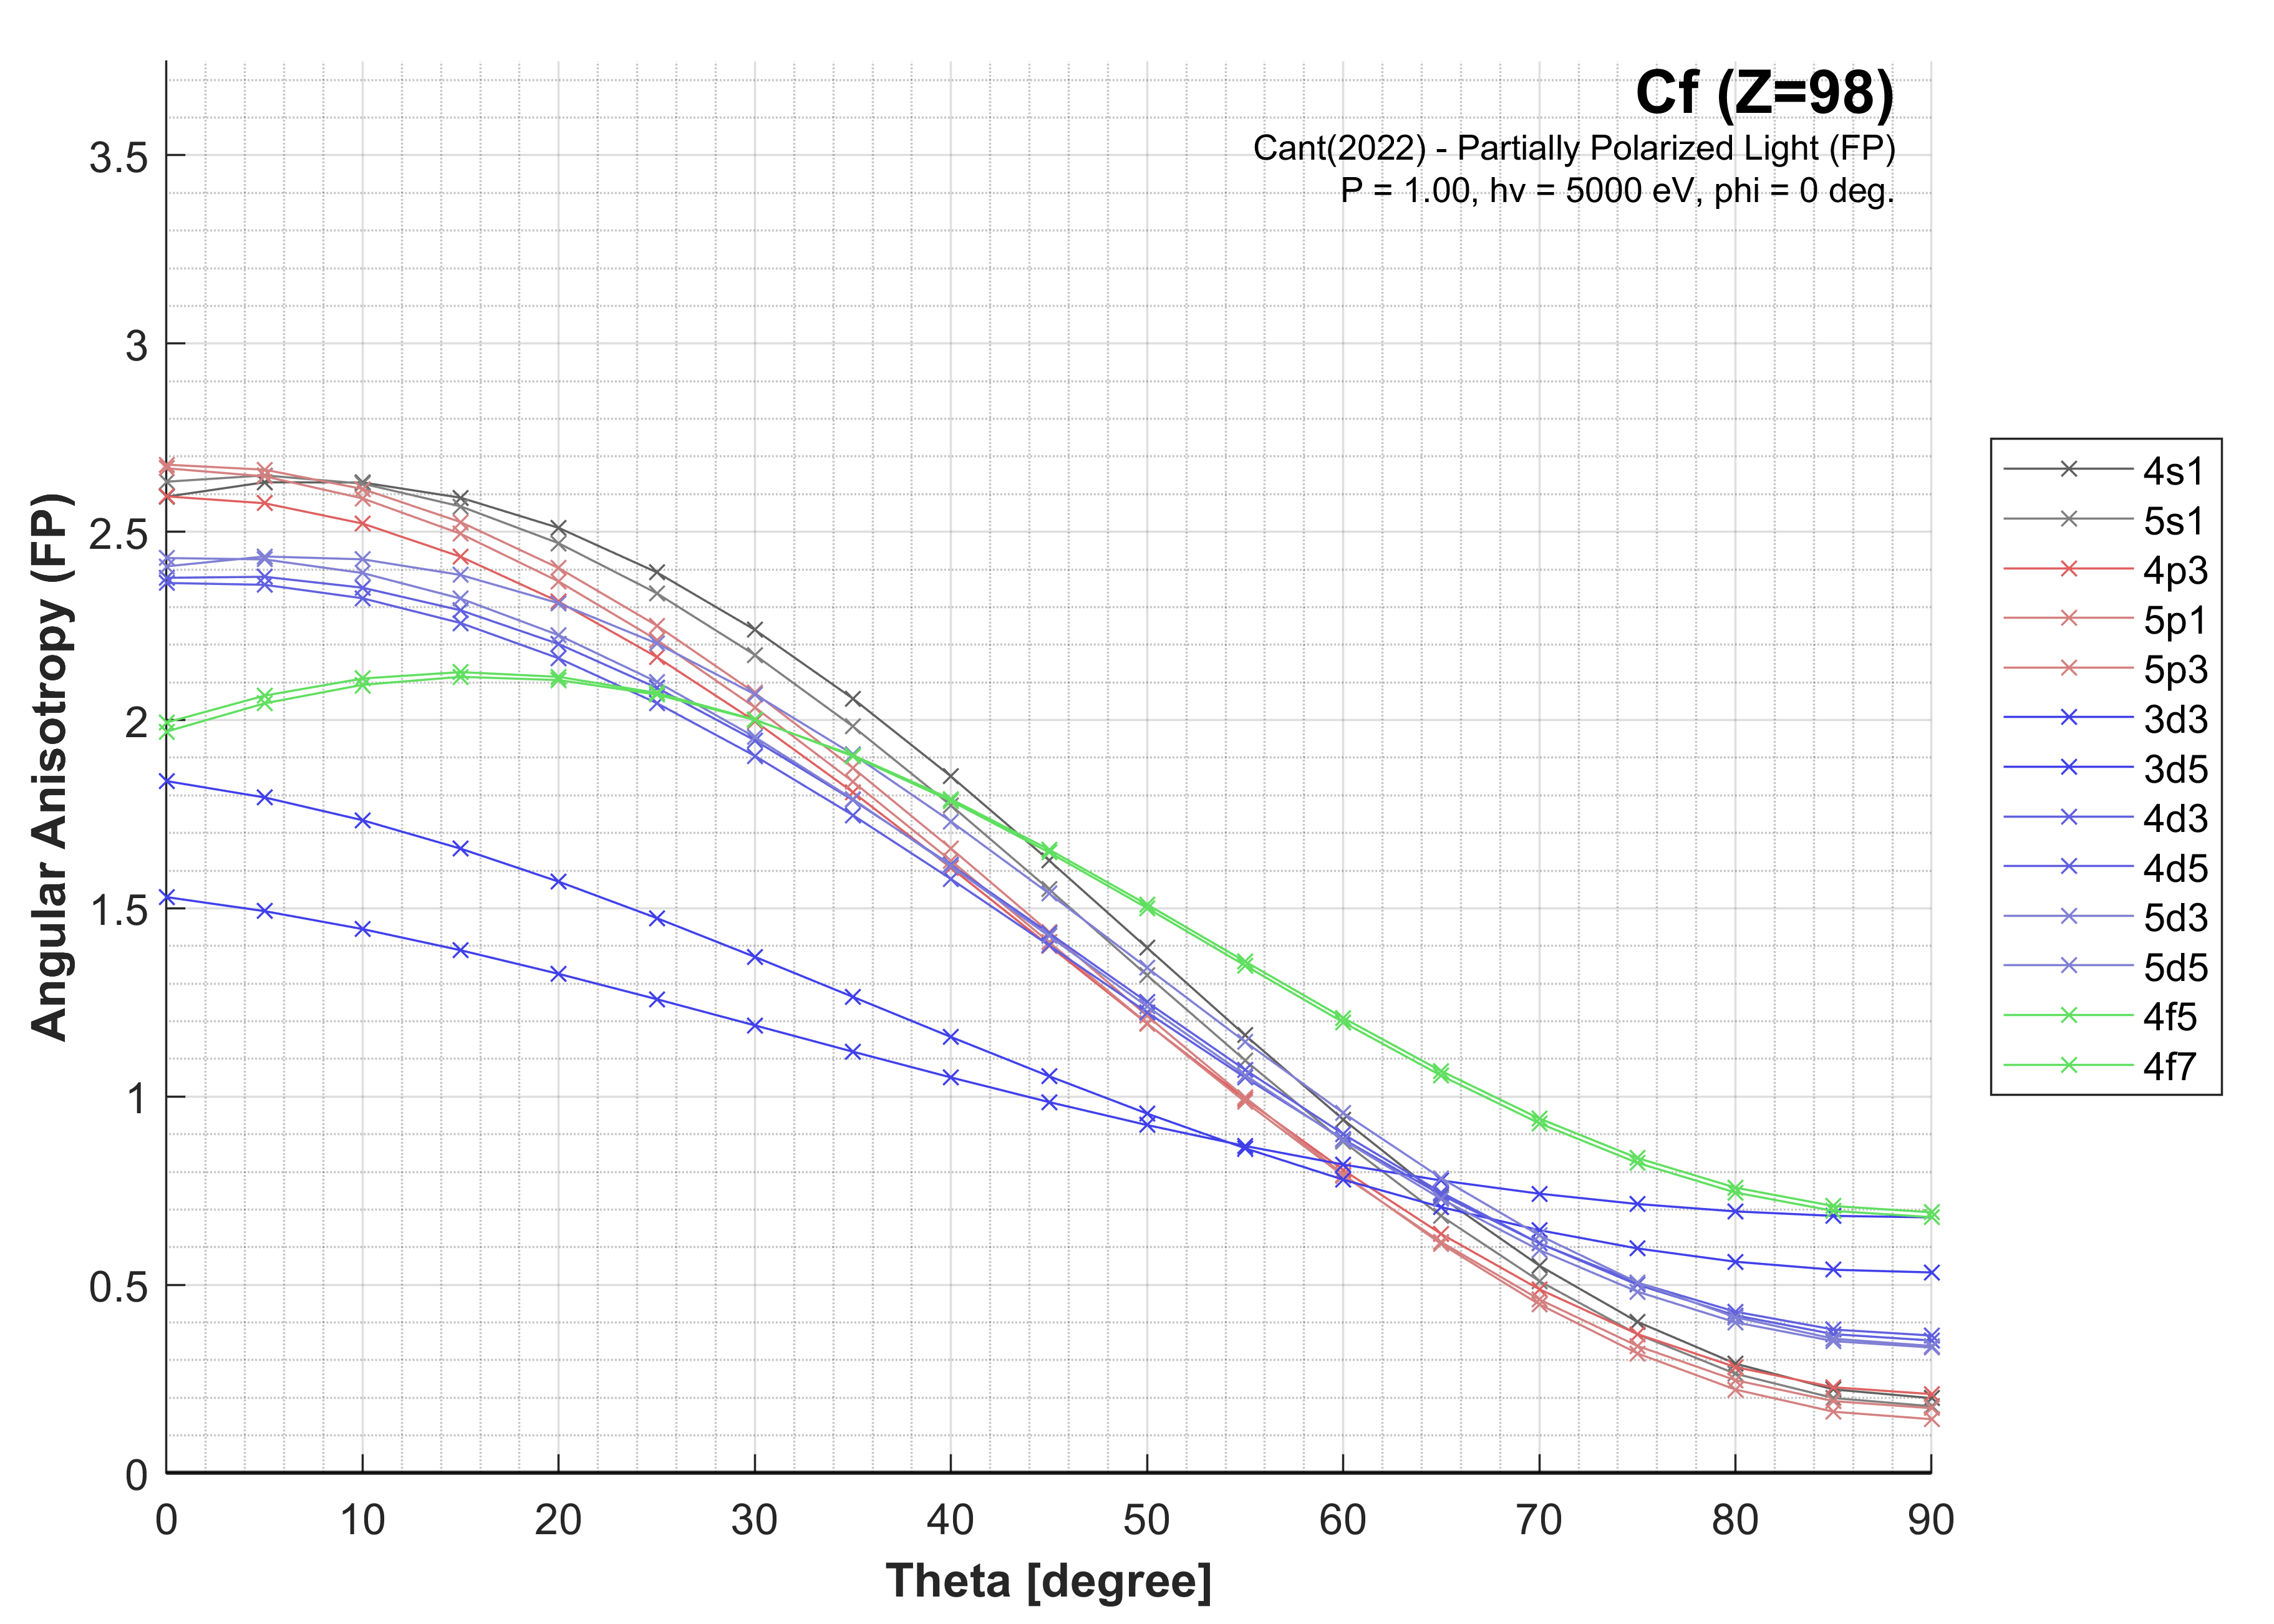 Cf (Z=98)
Cant(2022) - Partially Polarized Light (FP)
P = 1.00, hv = 5000 eV, phi = 0 deg.
Angular Anisotropy (FP)
3.5
3
2.5
2
1.5
1
0.5
0
0 10 20 30 40 50 60 70 80 90
Theta [degree]
4s1
5s1
4p3
5p1
5p3
3d3
3d5
4d3
4d5
5d3
5d5
4f5
4f7